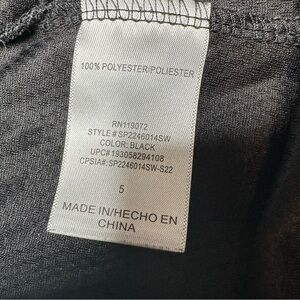 100% POLYESTER/POLIESTER
RN119072
STYLE# SP2246014SW
COLOR: BLACK
UPC# 193058294108
CPSIA#: SP2246014SW-S22
5
MADE IN/HECHO EN
CHINA